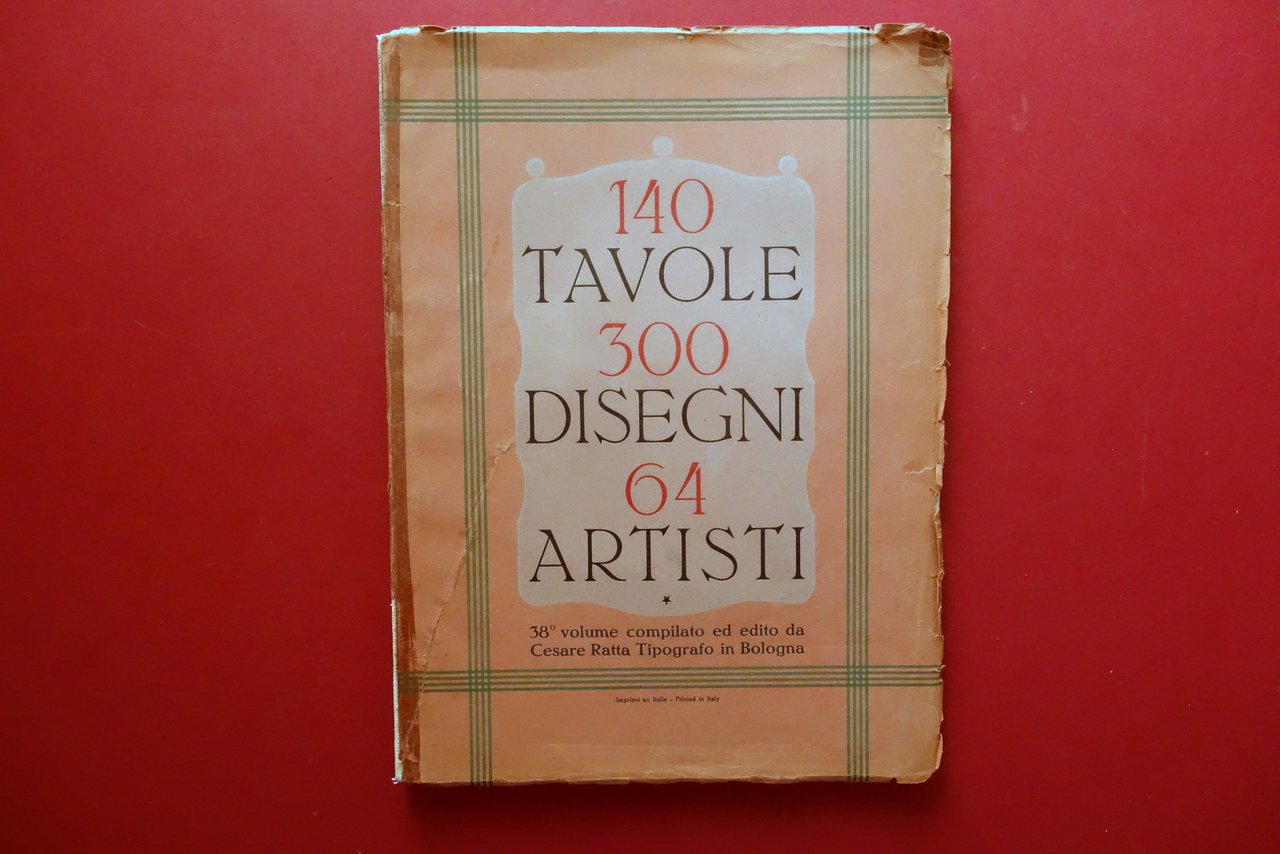 140
TAVOLE
300
DISEGNI
64
ARTISTI
38° volume compilato ed edito da
Cesare Ratta Tipografo in Bologna
Imprimé en Italie - Printed in Italy